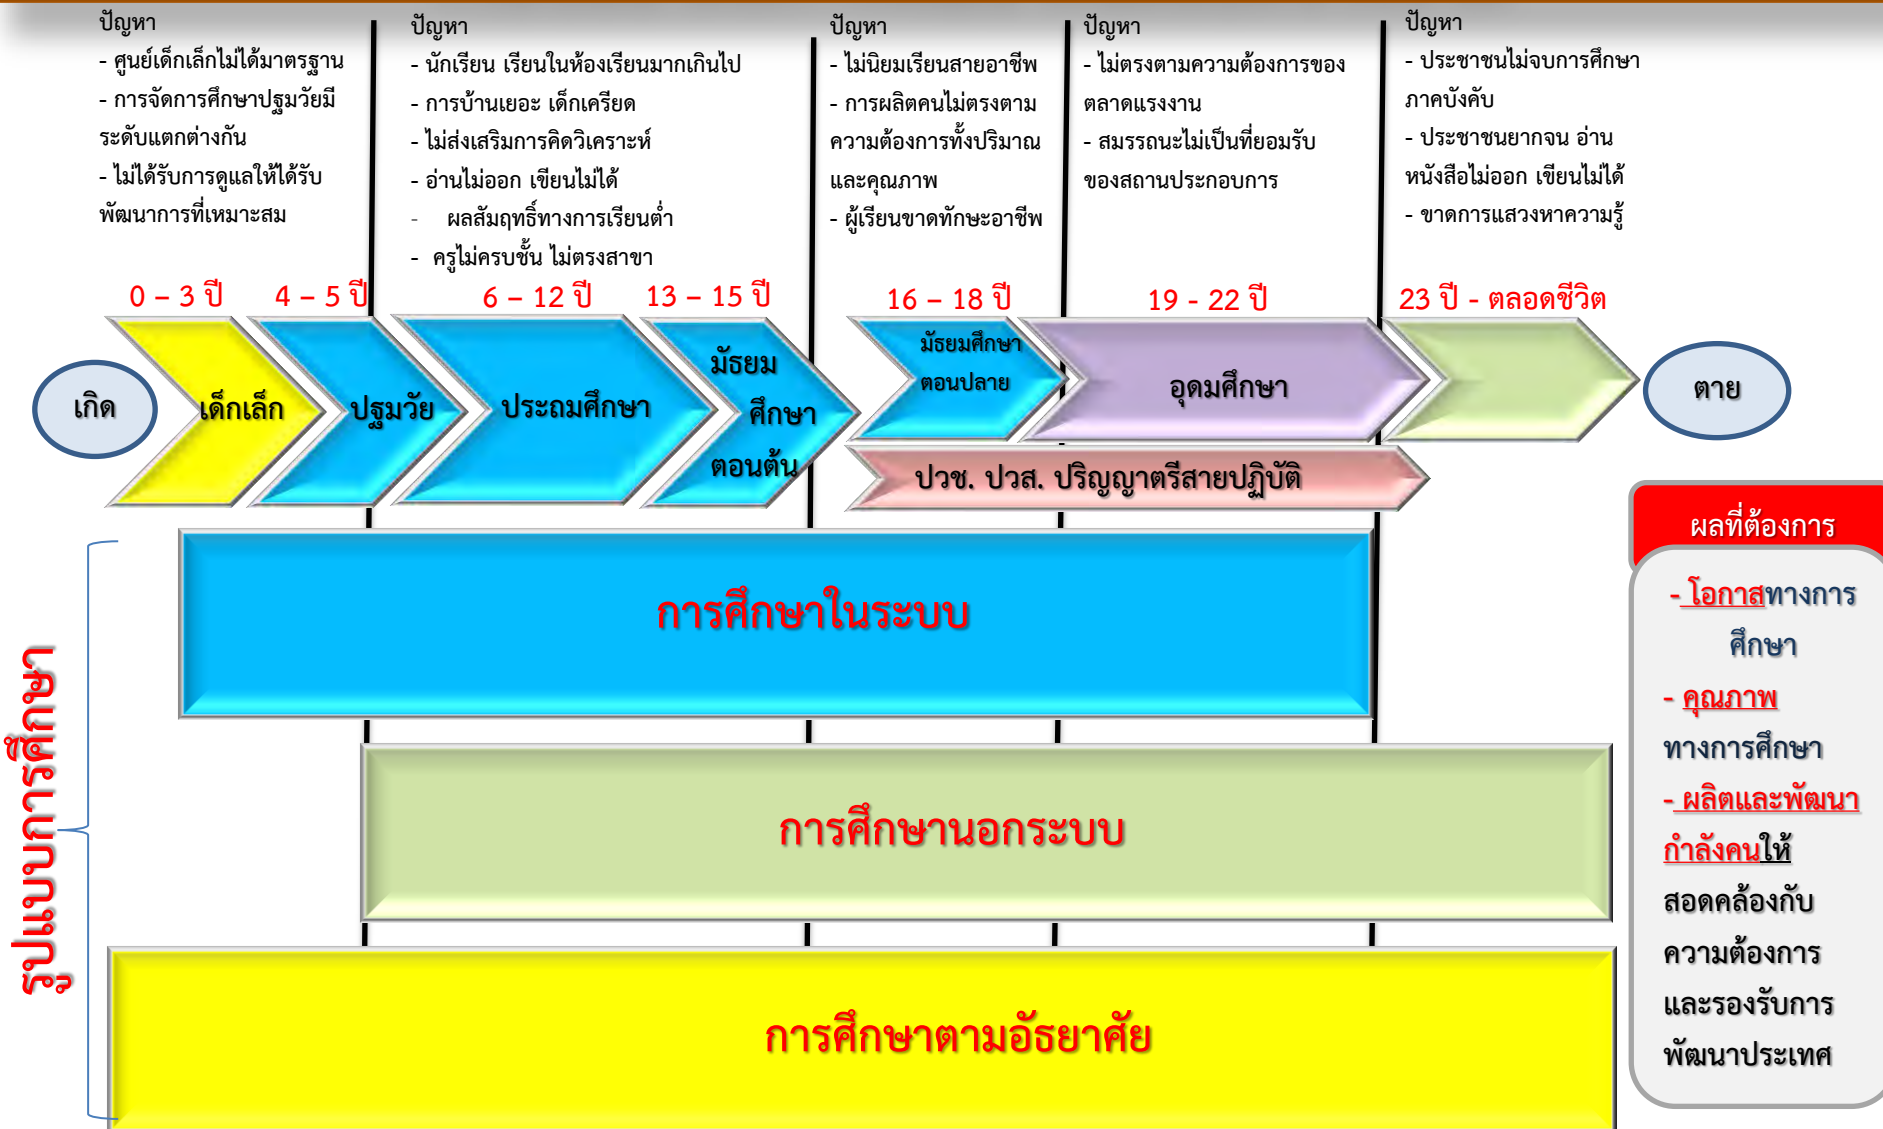 ปัญหา
- ศูนย์เด็กเล็กไม่ได้มาตรฐาน
- การจัดการศึกษาปฐมวัยมี
ระดับแตกต่างกัน
- ไม่ได้รับการดูแลให้ได้รับ
พัฒนาการที่เหมาะสม
ปัญหา
- นักเรียน เรียนในห้องเรียนมากเกินไป
- การบ้านเยอะ เด็กเครียด
- ไม่ส่งเสริมการคิดวิเคราะห์
- อ่านไม่ออก เขียนไม่ได้
- ผลสัมฤทธิ์ทางการเรียนต่ำ
- ครูไม่ครบชั้น ไม่ตรงสาขา
ปัญหา
- ไม่นิยมเรียนสายอาชีพ
- การผลิตคนไม่ตรงตาม
ความต้องการทั้งปริมาณ
และคุณภาพ
- ผู้เรียนขาดทักษะอาชีพ
ปัญหา
- ไม่ตรงตามความต้องการของ
ตลาดแรงงาน
- สมรรถนะไม่เป็นที่ยอมรับ
ของสถานประกอบการ
ปัญหา
- ประชาชนไม่จบการศึกษา
ภาคบังคับ
- ประชาชนยากจน อ่าน
หนังสือไม่ออก เขียนไม่ได้
- ขาดการแสวงหาความรู้
0 – 3 ปี
4 – 5 ปี
6 – 12 ปี
13 – 15 ปี
16 – 18 ปี
19 - 22 ปี
23 ปี - ตลอดชีวิต
เกิด
เด็กเล็ก
ปฐมวัย
ประถมศึกษา
มัธยม
ศึกษา
ตอนต้น
มัธยมศึกษา
ตอนปลาย
อุดมศึกษา
ตาย
ปวช. ปวส. ปริญญาตรีสายปฏิบัติ
รูปแบบการศึกษา
การศึกษาในระบบ
การศึกษานอกระบบ
การศึกษาตามอัธยาศัย
ผลที่ต้องการ
- โอกาสทางการ
ศึกษา
- คุณภาพ
ทางการศึกษา
- ผลิตและพัฒนา
กำลังคนให้
สอดคล้องกับ
ความต้องการ
และรองรับการ
พัฒนาประเทศ